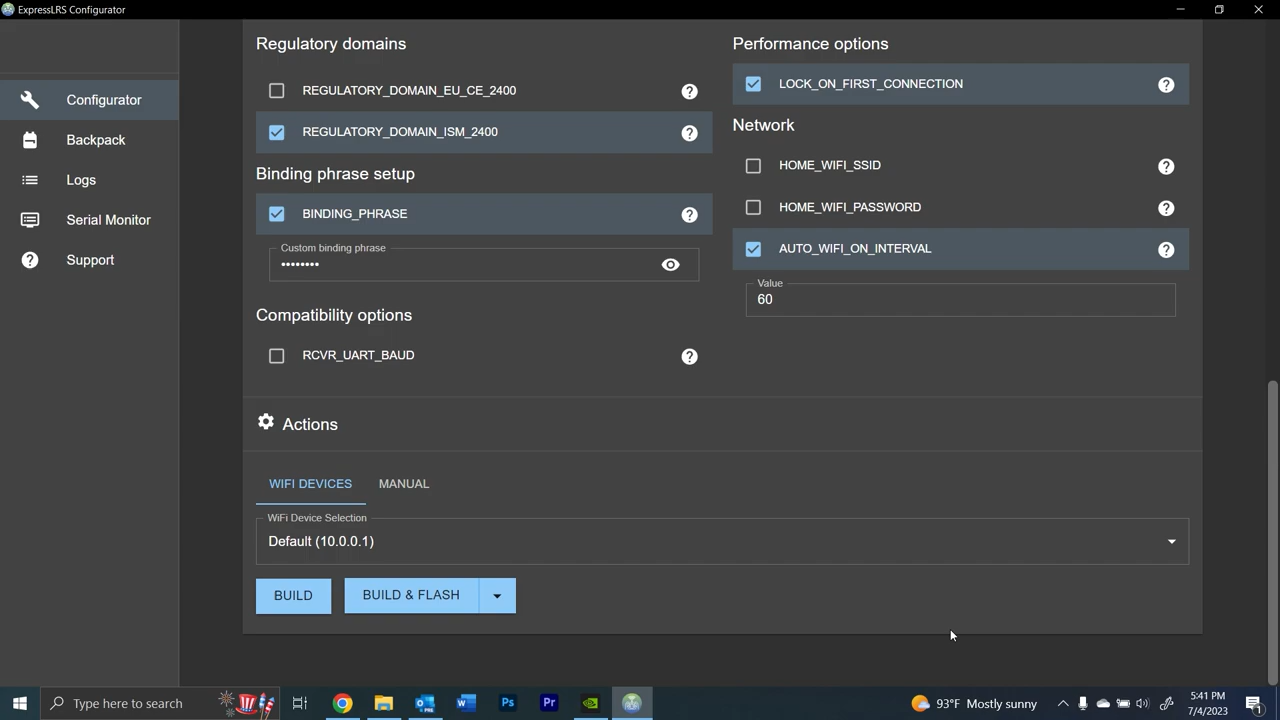 ExpressLRS Configurator
Configurator
Backpack
Logs
Serial Monitor
Support
Regulatory domains
REGULATORY_DOMAIN_EU_CE_2400
REGULATORY_DOMAIN_ISM_2400
Binding phrase setup
BINDING_PHRASE
Custom binding phrase
••••••••
Compatibility options
RCVR_UART_BAUD
Performance options
LOCK_ON_FIRST_CONNECTION
Network
HOME_WIFI_SSID
HOME_WIFI_PASSWORD
AUTO_WIFI_ON_INTERVAL
Value
60
Actions
WIFI DEVICES
MANUAL
WiFi Device Selection
Default (10.0.0.1)
BUILD
BUILD & FLASH
Type here to search
Ps
Pr
93°F Mostly sunny
5:41 PM
7/4/2023
1